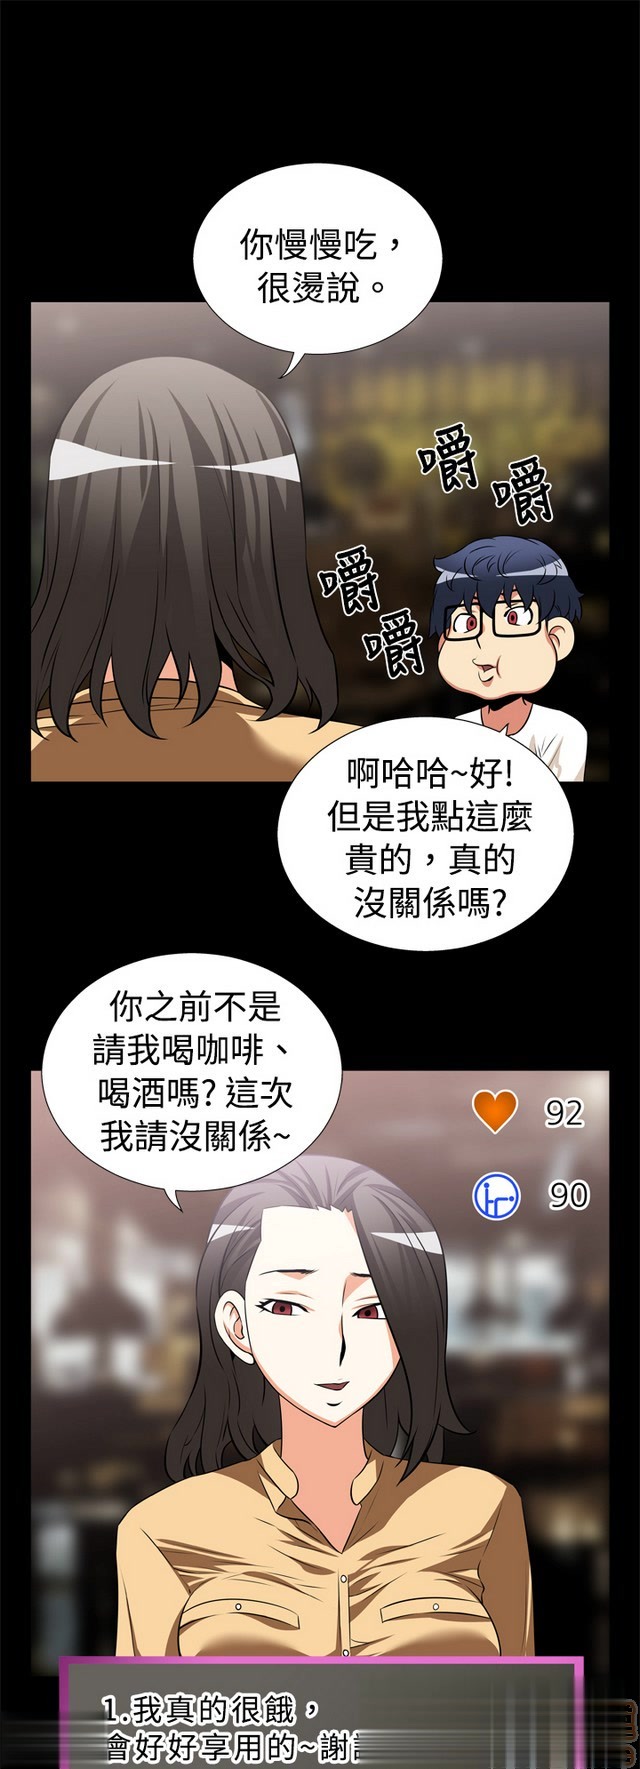 你慢慢吃，
很燙說。
嚼
嚼
嚼
嚼
啊哈哈~好!
但是我點這麼
貴的，真的
沒關係嗎?
你之前不是
請我喝咖啡、
喝酒嗎? 這次
我請沒關係~
92
90
1.我真的很餓，
會好好享用的~謝